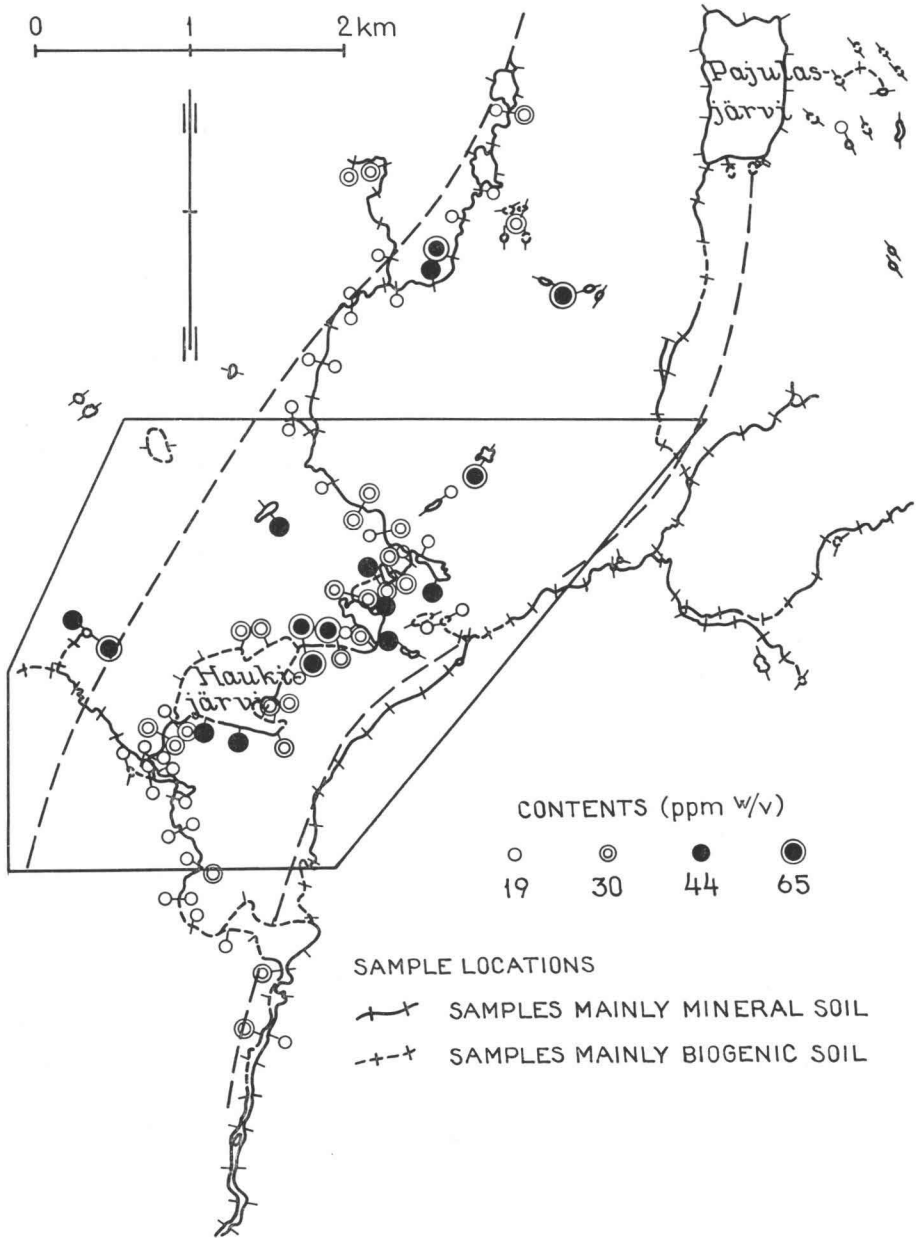 0 1 2 km
Pajulas-
järvi
Hauki-
järvi
CONTENTS (ppm w/v)
19 30 44 65
SAMPLE LOCATIONS
SAMPLES MAINLY MINERAL SOIL
SAMPLES MAINLY BIOGENIC SOIL